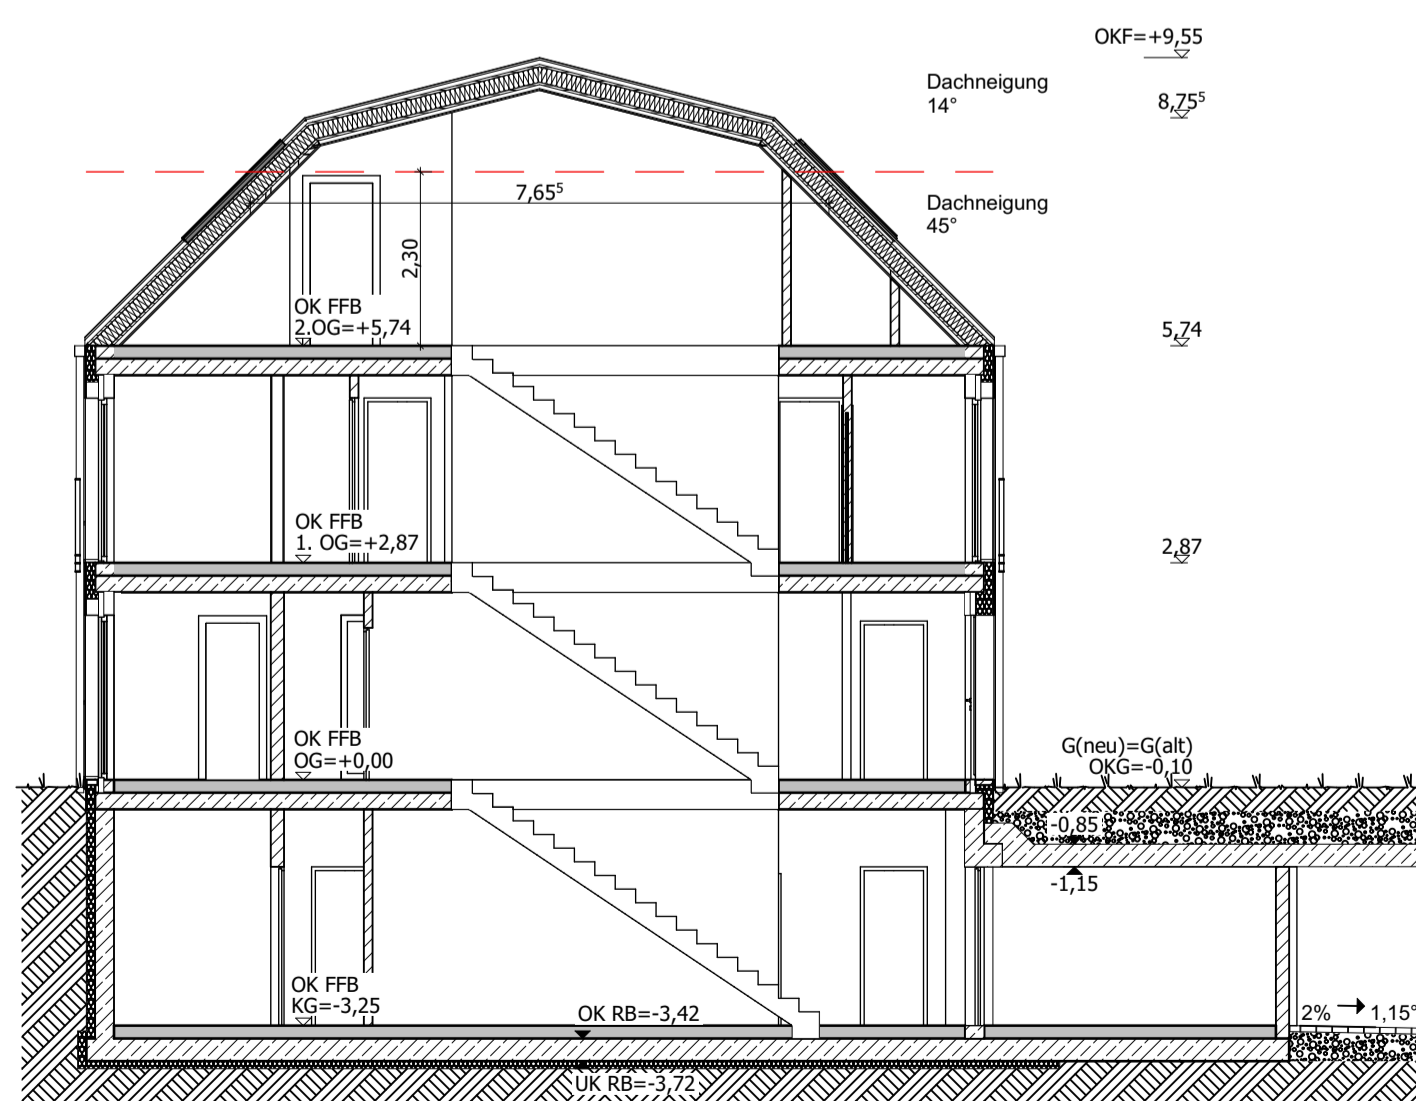 OKF=+9,55
Dachneigung
14°
8,75⁵
7,65⁵
Dachneigung
45°
2,30
OK FFB
2.OG=+5,74
5,74
OK FFB
1. OG=+2,87
2,87
OK FFB
OG=+0,00
G(neu)=G(alt)
OKG=-0,10
-0,85
-1,15
OK FFB
KG=-3,25
OK RB=-3,42
2%
1,15°
UK RB=-3,72